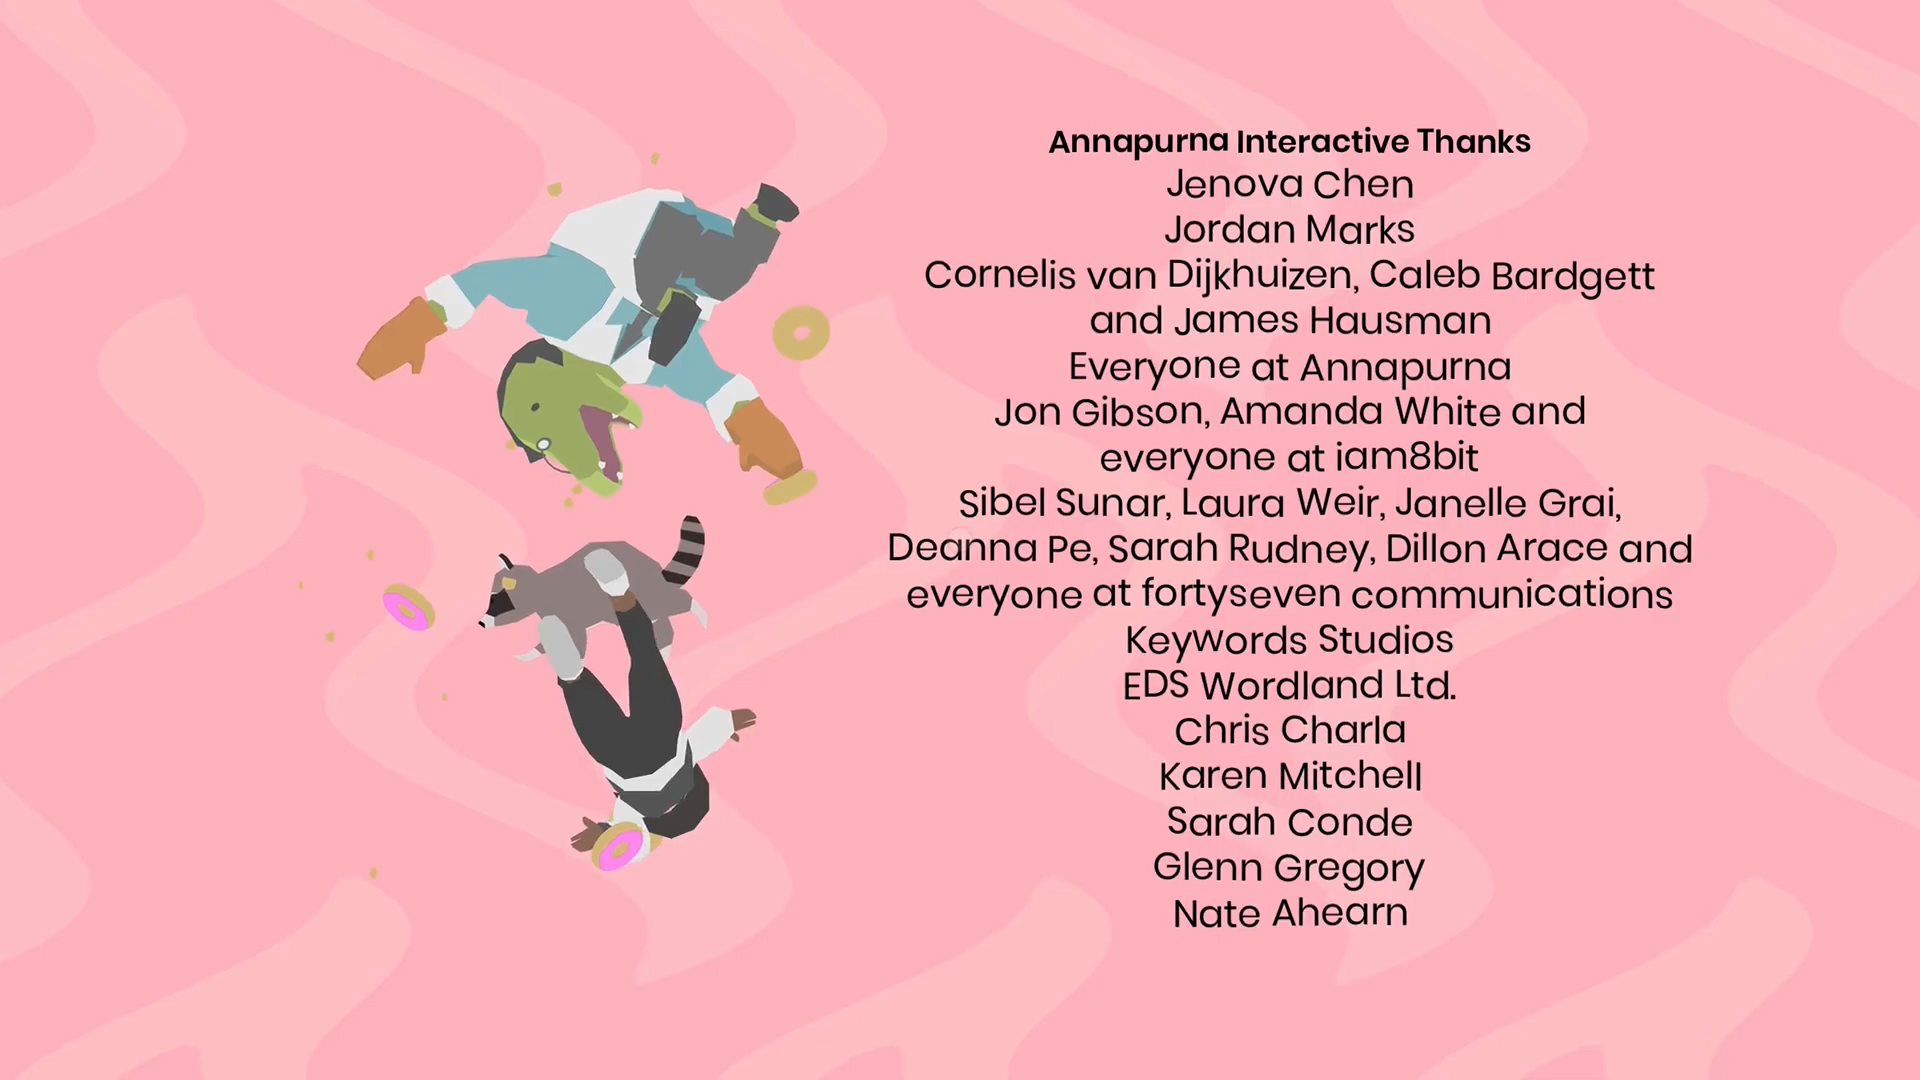 Annapurna Interactive Thanks
Jenova Chen
Jordan Marks
Cornelis van Dijkhuizen, Caleb Bardgett
and James Hausman
Everyone at Annapurna
Jon Gibson, Amanda White and
everyone at iam8bit
Sibel Sunar, Laura Weir, Janelle Grai,
Deanna Pe, Sarah Rudney, Dillon Arace and
everyone at fortyseven communications
Keywords Studios
EDS Wordland Ltd.
Chris Charla
Karen Mitchell
Sarah Conde
Glenn Gregory
Nate Ahearn